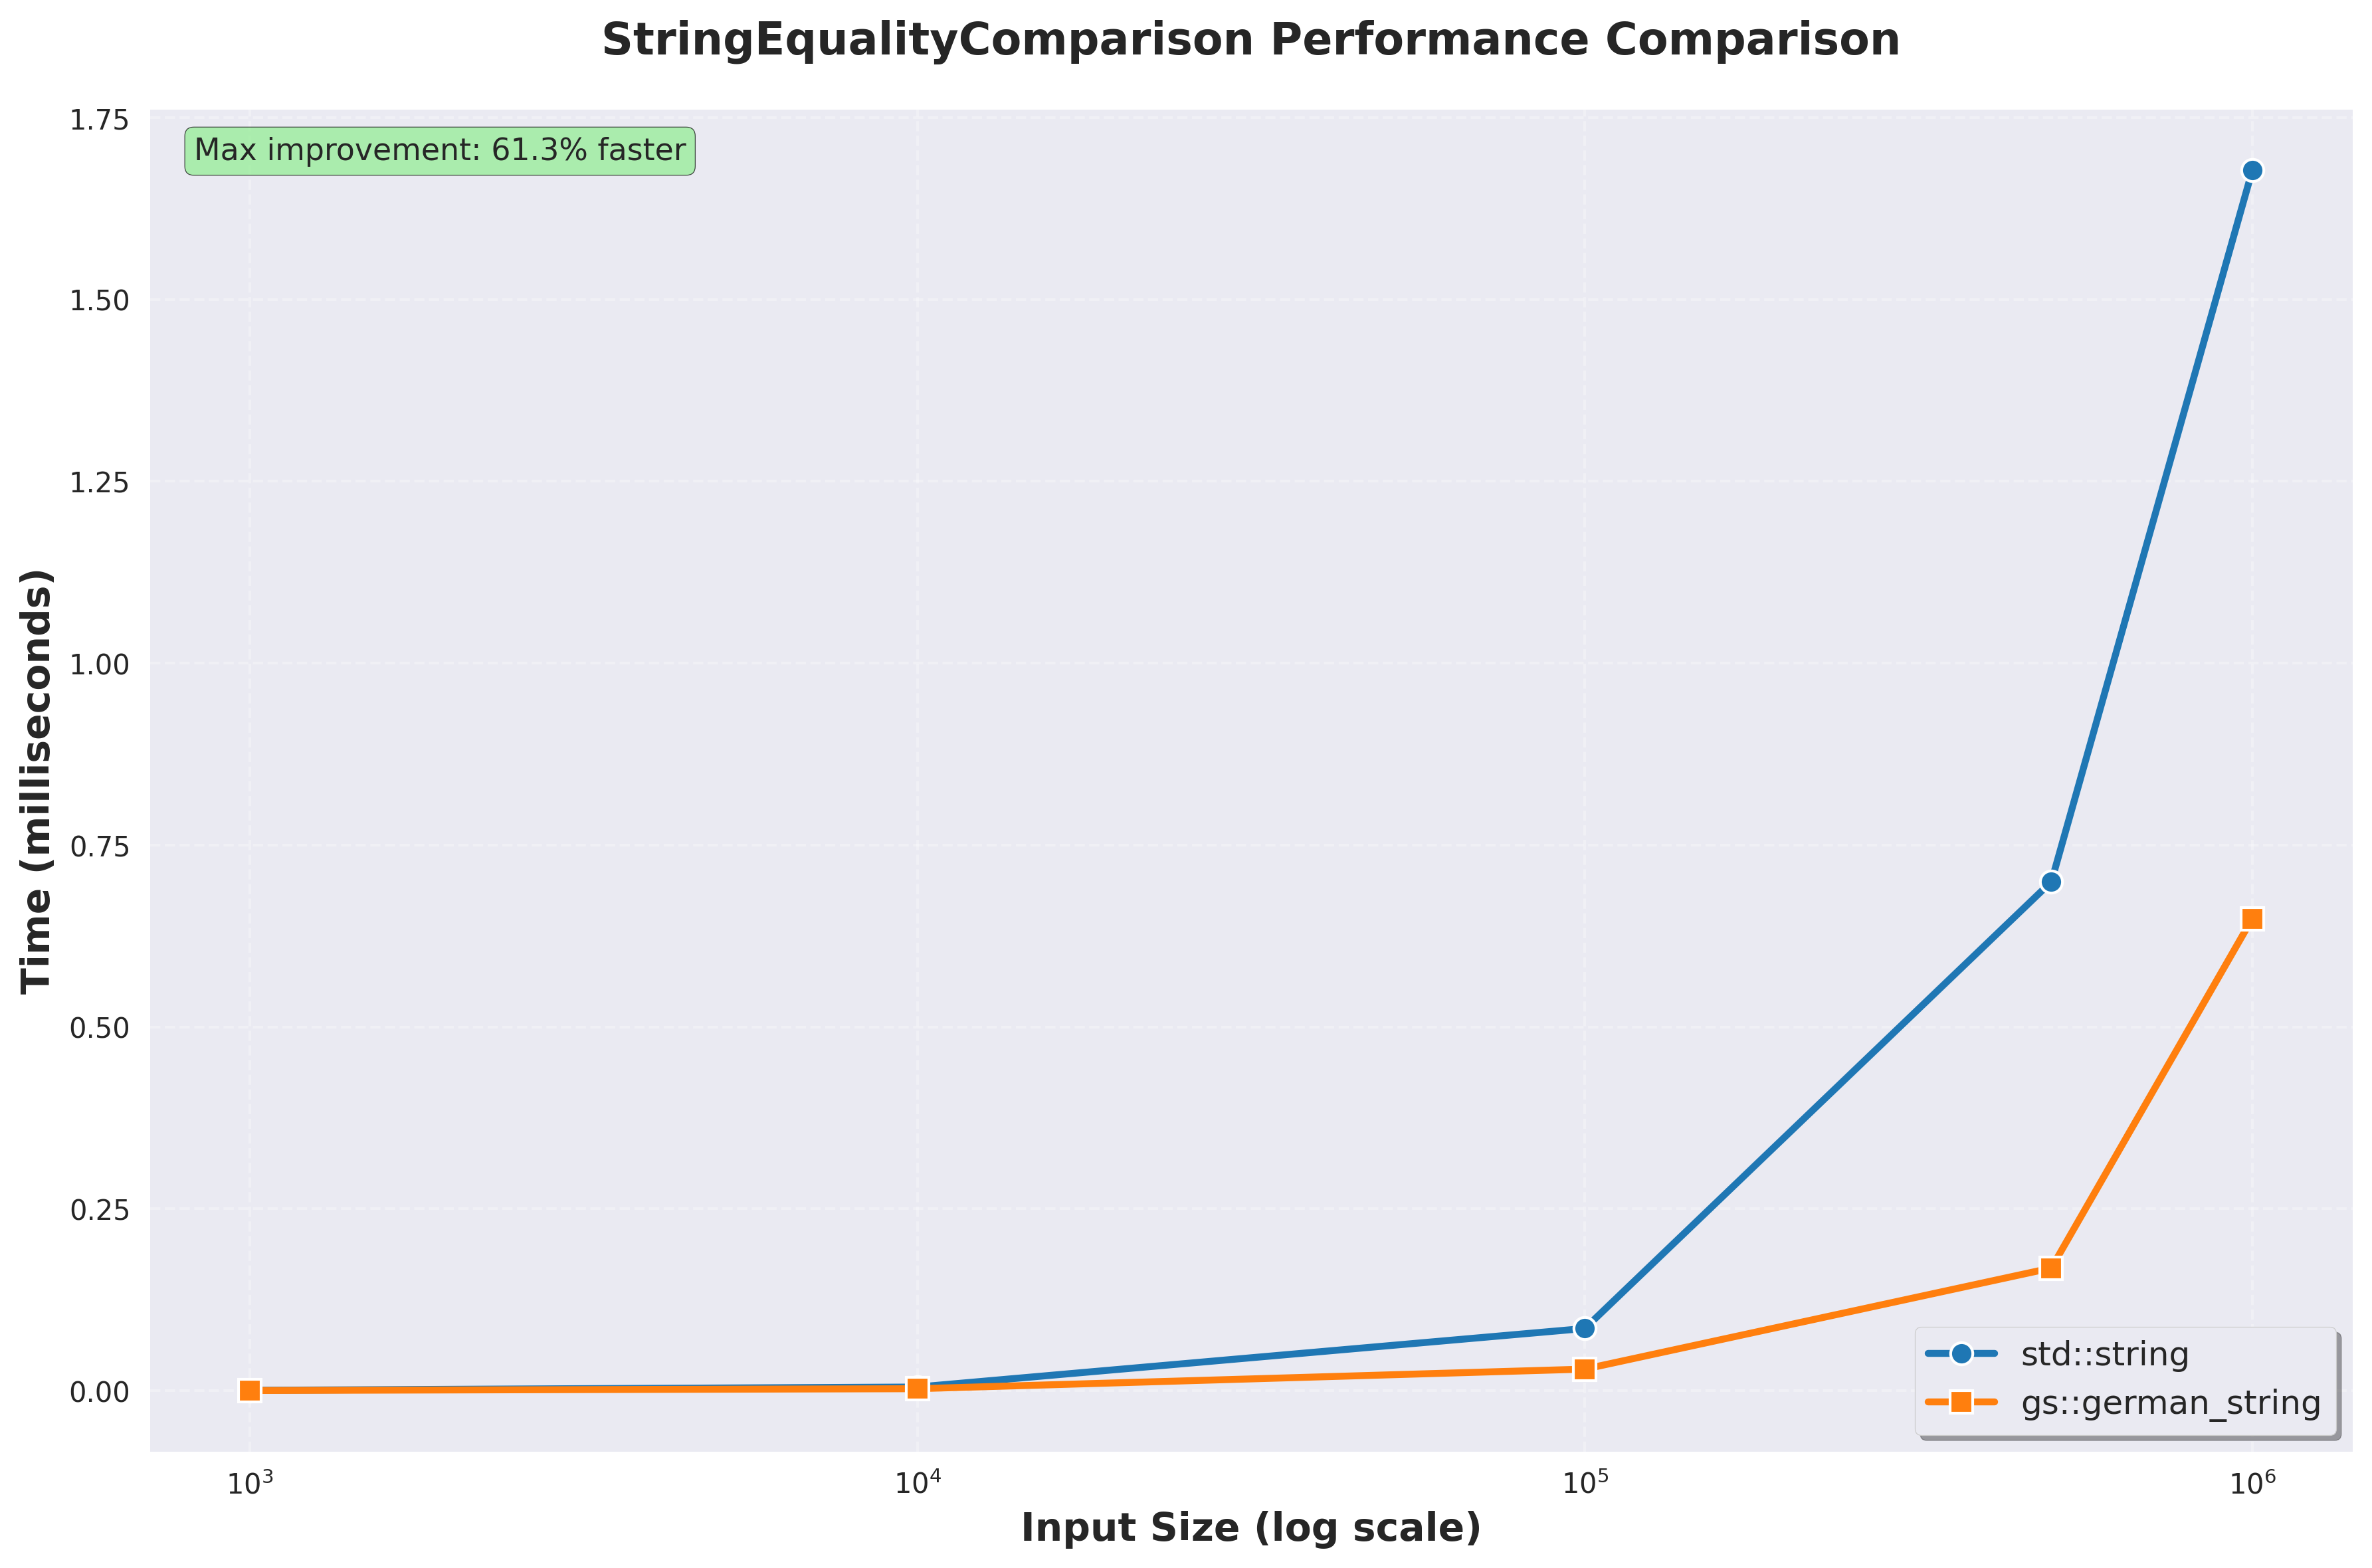 StringEqualityComparison Performance Comparison
Max improvement: 61.3% faster
Time (milliseconds)
1.75
1.50
1.25
1.00
0.75
0.50
0.25
0.00
std::string
gs::german_string
10³
10⁴
10⁵
10⁶
Input Size (log scale)